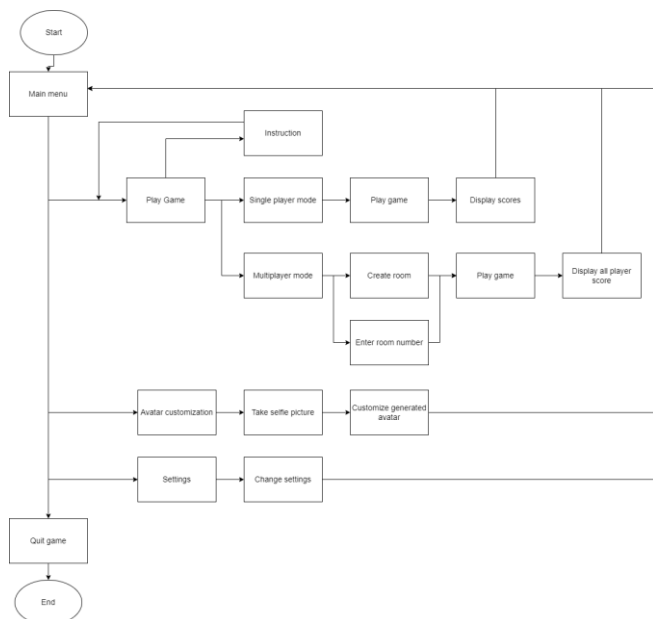 Start
Main menu
Instruction
Play Game
Single player mode
Play game
Display scores
Multiplayer mode
Create room
Play game
Display all player
score
Enter room number
Avatar customization
Take selfie picture
Customize generated
avatar
Settings
Change settings
Quit game
End